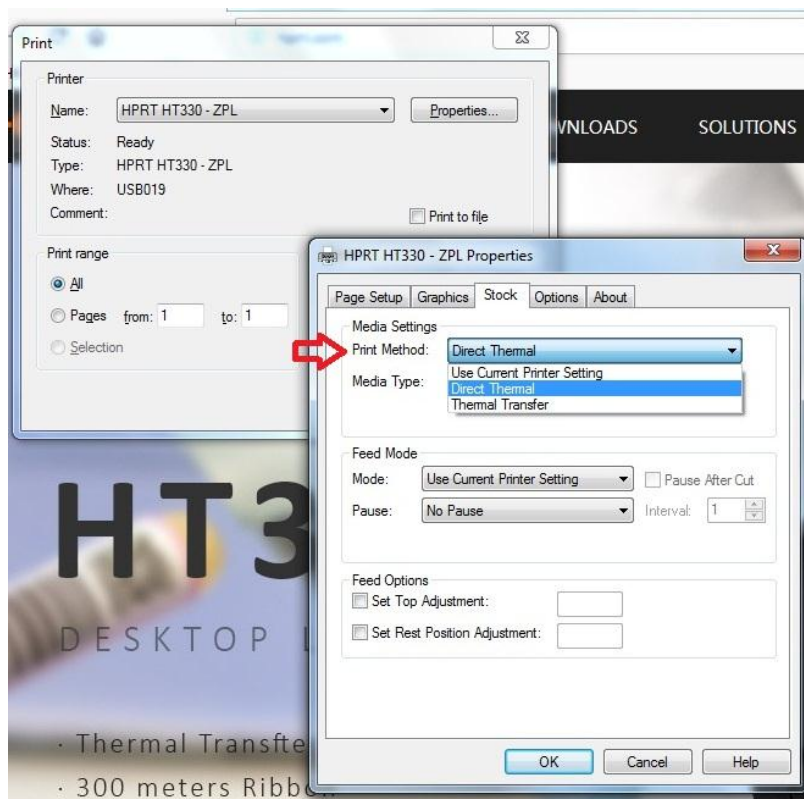 Print
Printer
Name: HPRT HT330 - ZPL Properties...
Status: Ready
Type: HPRT HT330 - ZPL
Where: USB019
Comment: Print to file
Print range
All
Pages from: 1 to: 1
Selection
WNLOADS SOLUTIONS
HPRT HT330 - ZPL Properties
Page Setup Graphics Stock Options About
Media Settings
Print Method: Direct Thermal
Use Current Printer Setting
Media Type: Direct Thermal
Thermal Transfer
Feed Mode
Mode: Use Current Printer Setting Pause After Cut
Pause: No Pause Interval: 1
Feed Options
Set Top Adjustment:
Set Rest Position Adjustment:
OK Cancel Help
HT3
DESKTOP L
· Thermal Transfte
· 300 meters Ribb